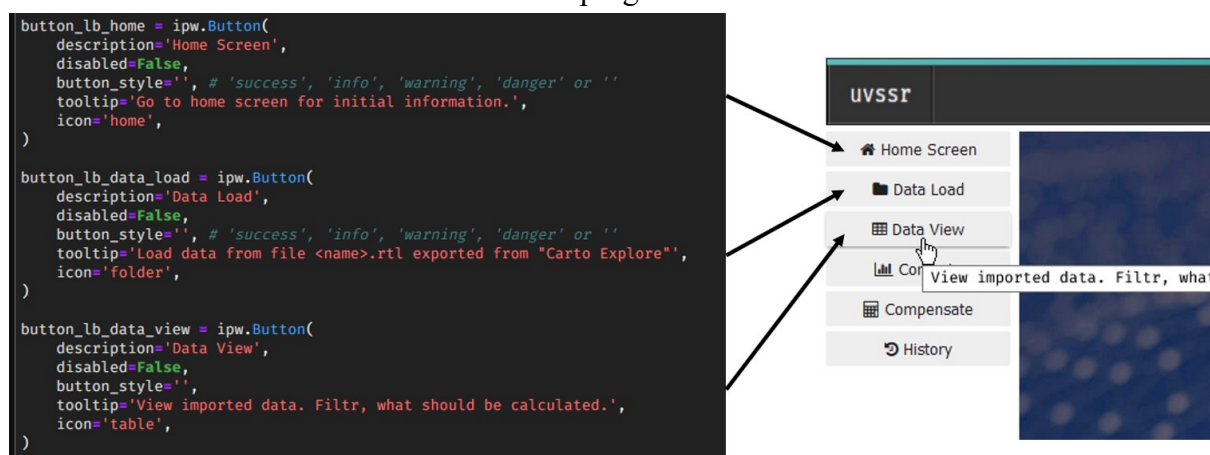 button_lb_home = ipw.Button(
    description='Home Screen',
    disabled=False,
    button_style='', # 'success', 'info', 'warning', 'danger' or ''
    tooltip='Go to home screen for initial information.',
    icon='home',
)
button_lb_data_load = ipw.Button(
    description='Data Load',
    disabled=False,
    button_style='', # 'success', 'info', 'warning', 'danger' or ''
    tooltip='Load data from file <name>.rtl exported from "Carto Explore"',
    icon='folder',
)
button_lb_data_view = ipw.Button(
    description='Data View',
    disabled=False,
    button_style='',
    tooltip='View imported data. Filtr, what should be calculated.',
    icon='table',
)
uvssr
Home Screen
Data Load
Data View
View imported data. Filtr, what
Compensate
History